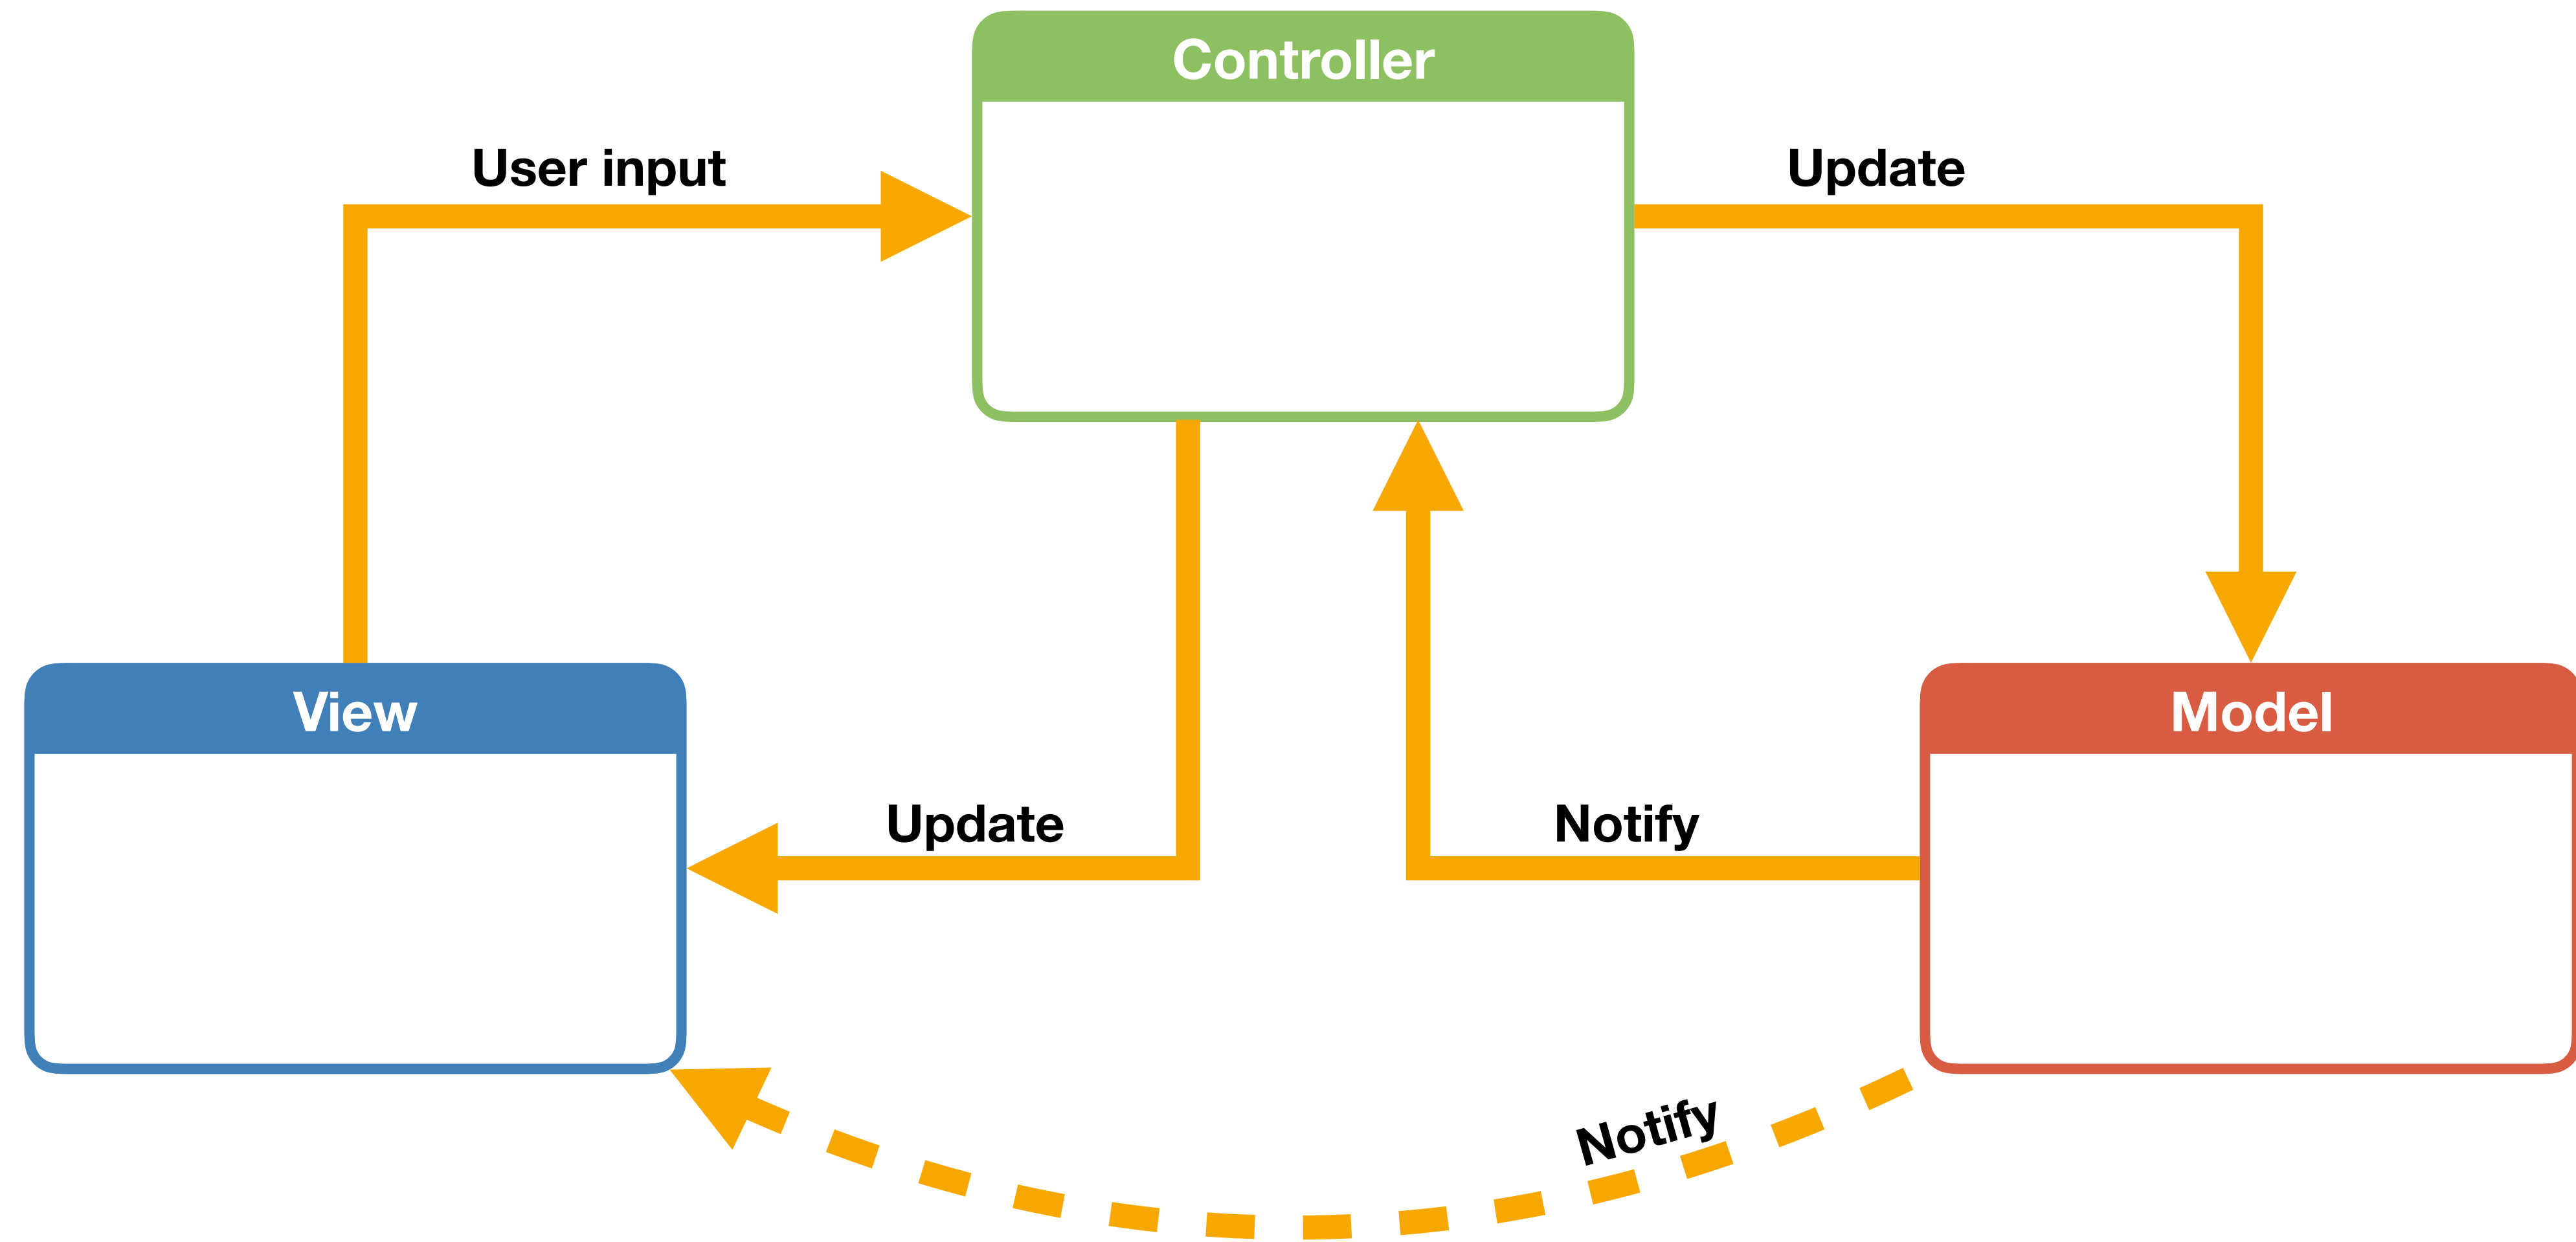 Controller
User input
Update
View
Model
Update
Notify
Notify